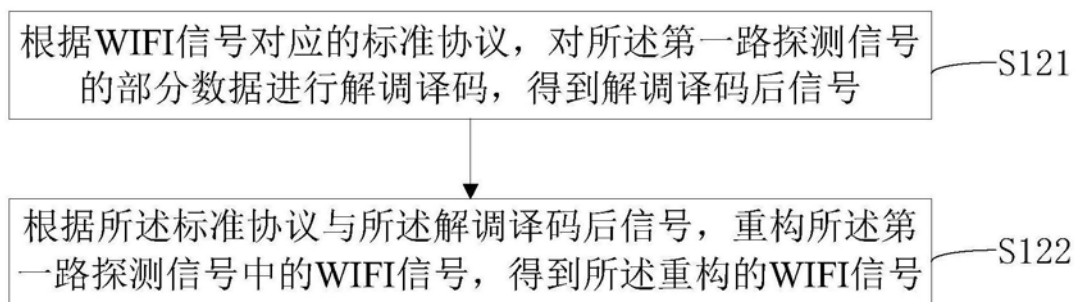 根据WIFI信号对应的标准协议，对所述第一路探测信号
的部分数据进行解调译码，得到解调译码后信号
S121
根据所述标准协议与所述解调译码后信号，重构所述第
一路探测信号中的WIFI信号，得到所述重构的WIFI信号
S122